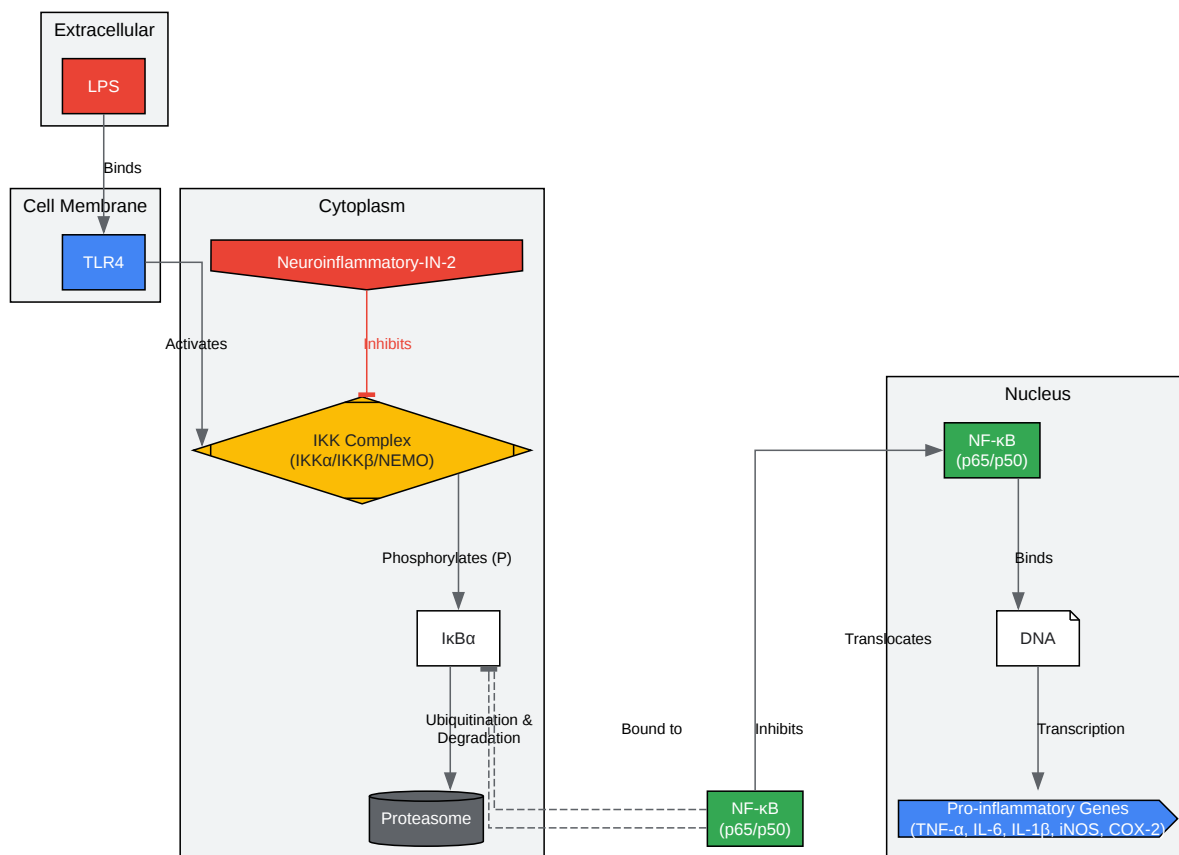 Extracellular
LPS
Binds
Cell Membrane
TLR4
Cytoplasm
Neuroinflammatory-IN-2
Activates
Inhibits
IKK Complex
(IKKα/IKKβ/NEMO)
Phosphorylates (P)
IκBα
Ubiquitination &
Degradation
Proteasome
Bound to
Inhibits
NF-κB
(p65/p50)
Translocates
Nucleus
NF-κB
(p65/p50)
Binds
DNA
Transcription
Pro-inflammatory Genes
(TNF-α, IL-6, IL-1β, iNOS, COX-2)